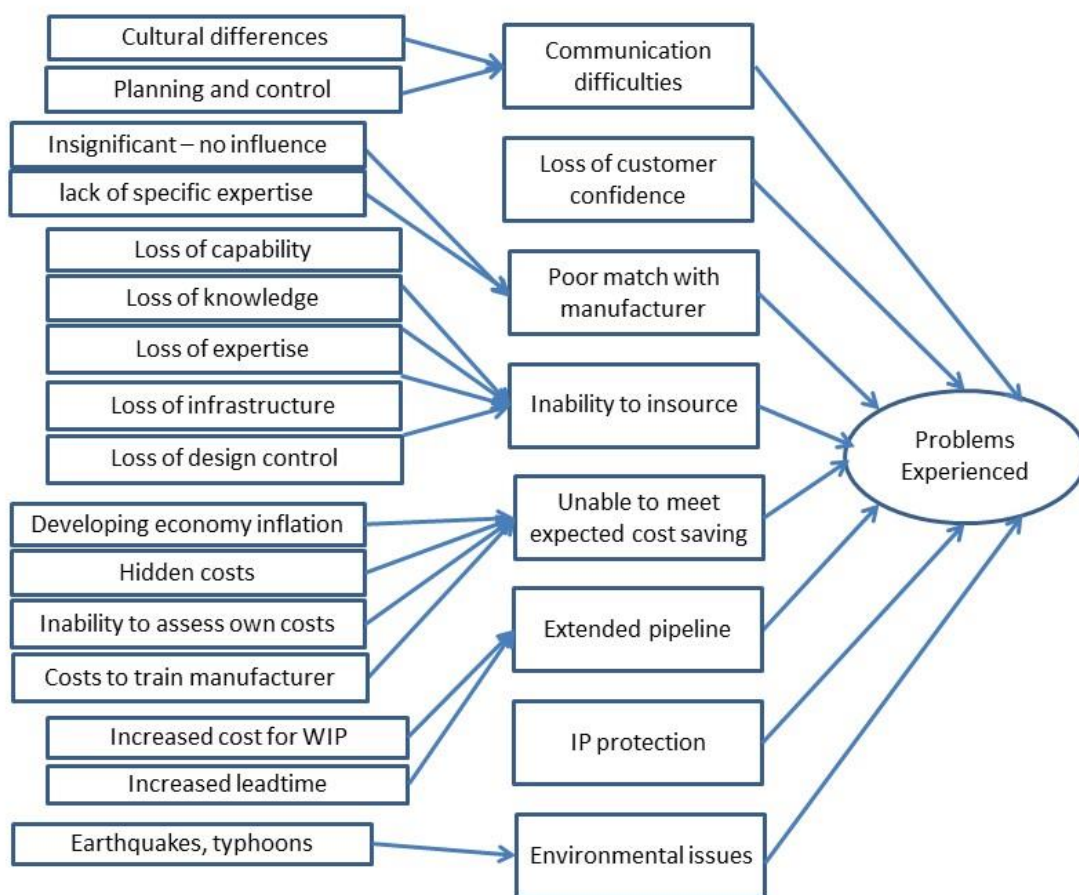 Cultural differences
Planning and control
Insignificant – no influence
lack of specific expertise
Loss of capability
Loss of knowledge
Loss of expertise
Loss of infrastructure
Loss of design control
Developing economy inflation
Hidden costs
Inability to assess own costs
Costs to train manufacturer
Increased cost for WIP
Increased leadtime
Earthquakes, typhoons
Communication
difficulties
Loss of customer
confidence
Poor match with
manufacturer
Inability to insource
Unable to meet
expected cost saving
Extended pipeline
IP protection
Environmental issues
Problems
Experienced